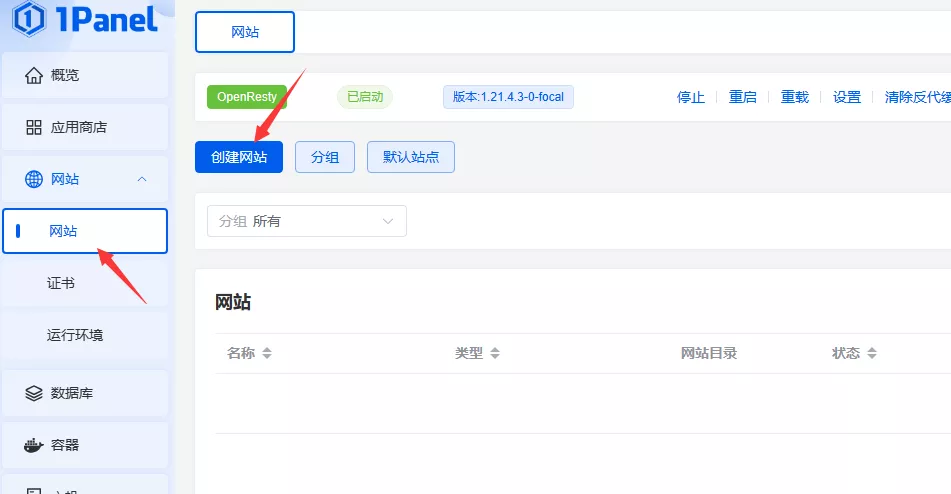 1Panel
网站
概览
OpenResty 已启动 版本:1.21.4.3-0-focal 停止 重启 重载 设置 清除反代缓
应用商店
创建网站 分组 默认站点
网站
网站
分组 所有
证书
网站
运行环境
名称 类型 网站目录 状态
数据库
容器